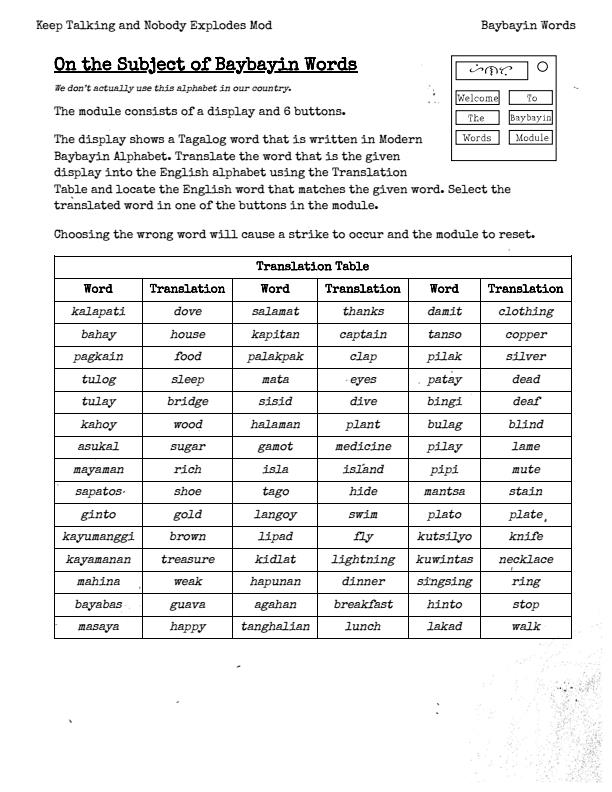 Keep Talking and Nobody Explodes Mod Baybayin Words
On the Subject of Baybayin Words
We don't actually use this alphabet in our country.
The module consists of a display and 6 buttons.
The display shows a Tagalog word that is written in Modern
Baybayin Alphabet. Translate the word that is the given
display into the English alphabet using the Translation
Table and locate the English word that matches the given word. Select the
translated word in one of the buttons in the module.
Welcome To
The Baybayin
Words Module
Choosing the wrong word will cause a strike to occur and the module to reset.
Translation Table
Word Translation Word Translation Word Translation
kalapati dove salamat thanks damit clothing
bahay house kapitan captain tanso copper
pagkain food palakpak clap pilak silver
tulog sleep mata eyes patay dead
tulay bridge sisid dive bingi deaf
kahoy wood halaman plant bulag blind
asukal sugar gamot medicine pilay lame
mayaman rich isla island pipi mute
sapatos shoe tago hide mantsa stain
ginto gold langoy swim plato plate
kayumanggi brown lipad fly kutsilyo knife
kayamanan treasure kidlat lightning kuwintas necklace
mahina weak hapunan dinner singsing ring
bayabas guava agahan breakfast hinto stop
masaya happy tanghalian lunch lakad walk